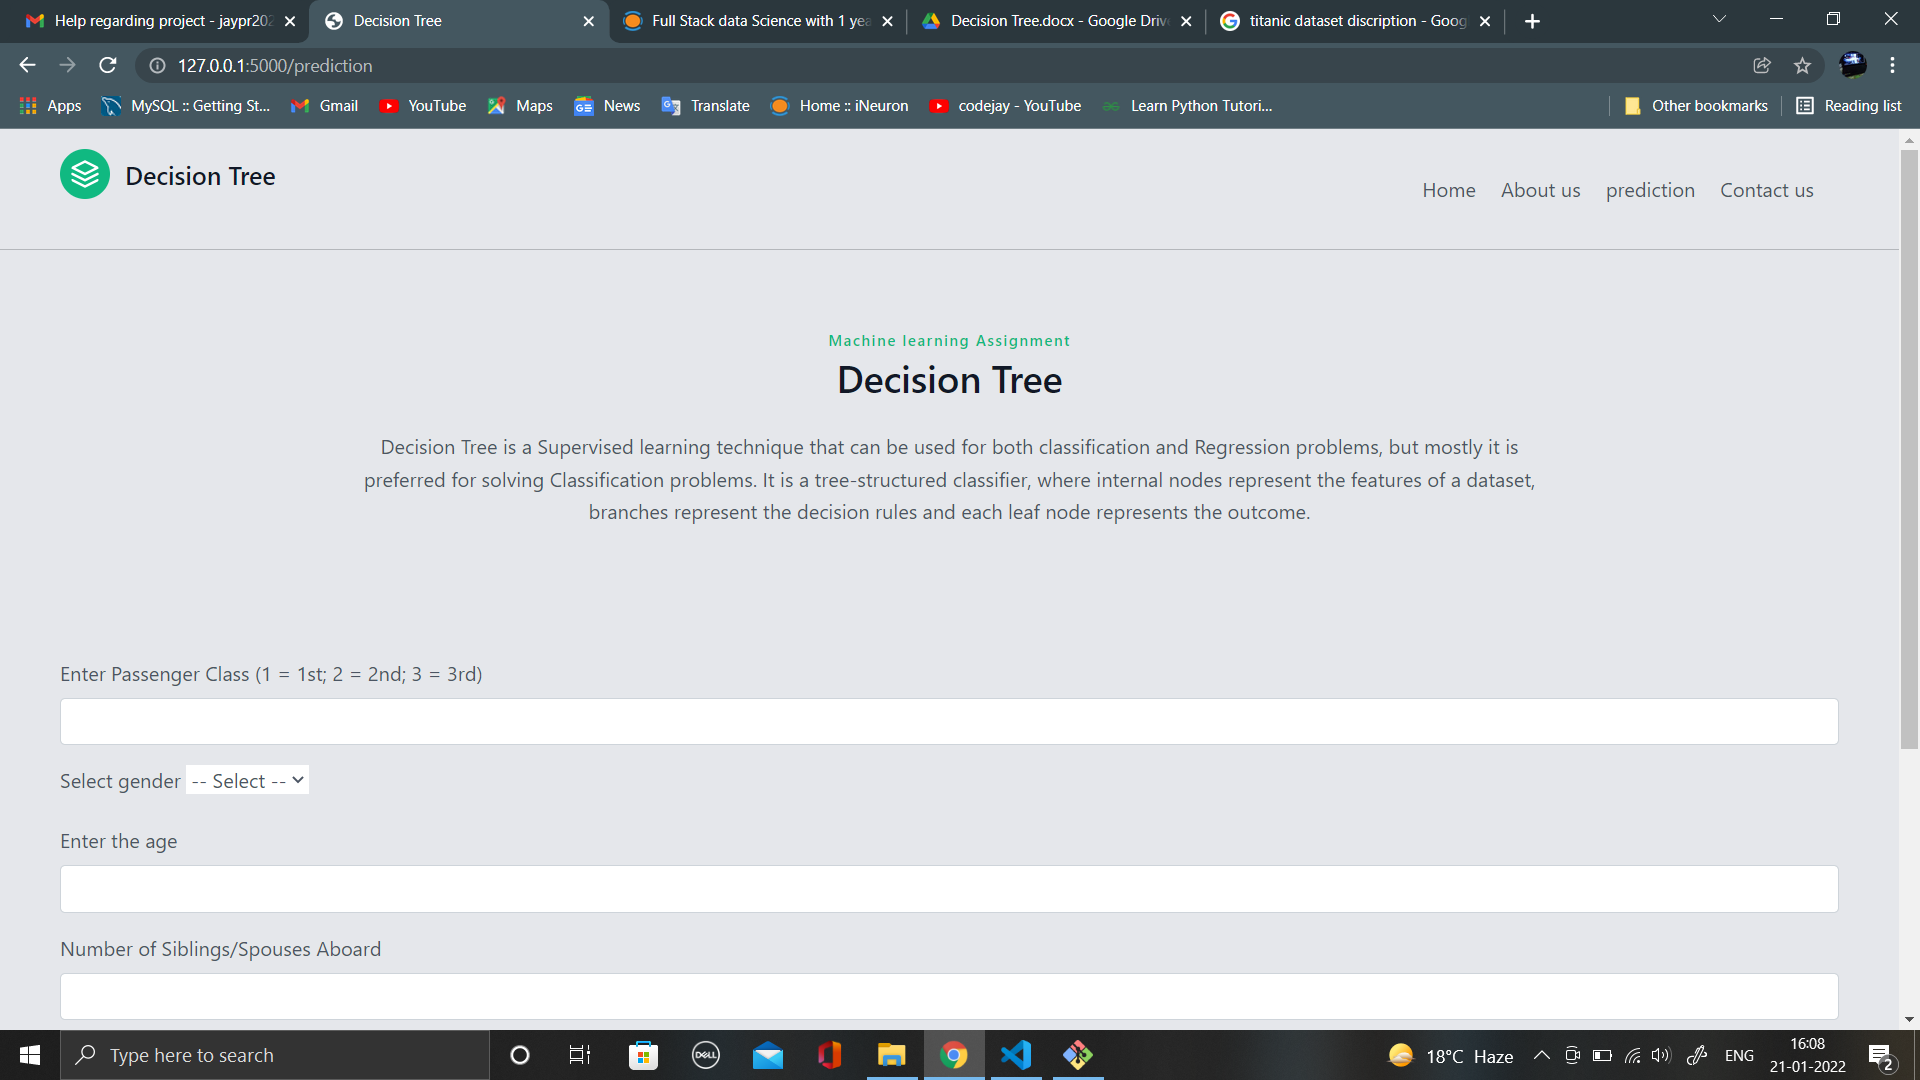 Help regarding project - jaypr202
Decision Tree
Full Stack data Science with 1 yea
Decision Tree.docx - Google Drive
titanic dataset discription - Goog
127.0.0.1:5000/prediction
Apps
MySQL :: Getting St...
Gmail
YouTube
Maps
News
Translate
Home :: iNeuron
codejay - YouTube
Learn Python Tutori...
Other bookmarks
Reading list
Decision Tree
Home
About us
prediction
Contact us
Machine learning Assignment
Decision Tree
Decision Tree is a Supervised learning technique that can be used for both classification and Regression problems, but mostly it is
preferred for solving Classification problems. It is a tree-structured classifier, where internal nodes represent the features of a dataset,
branches represent the decision rules and each leaf node represents the outcome.
Enter Passenger Class (1 = 1st; 2 = 2nd; 3 = 3rd)
Select gender -- Select --
Enter the age
Number of Siblings/Spouses Aboard
Type here to search
DELL
18°C Haze
ENG
16:08
21-01-2022
2